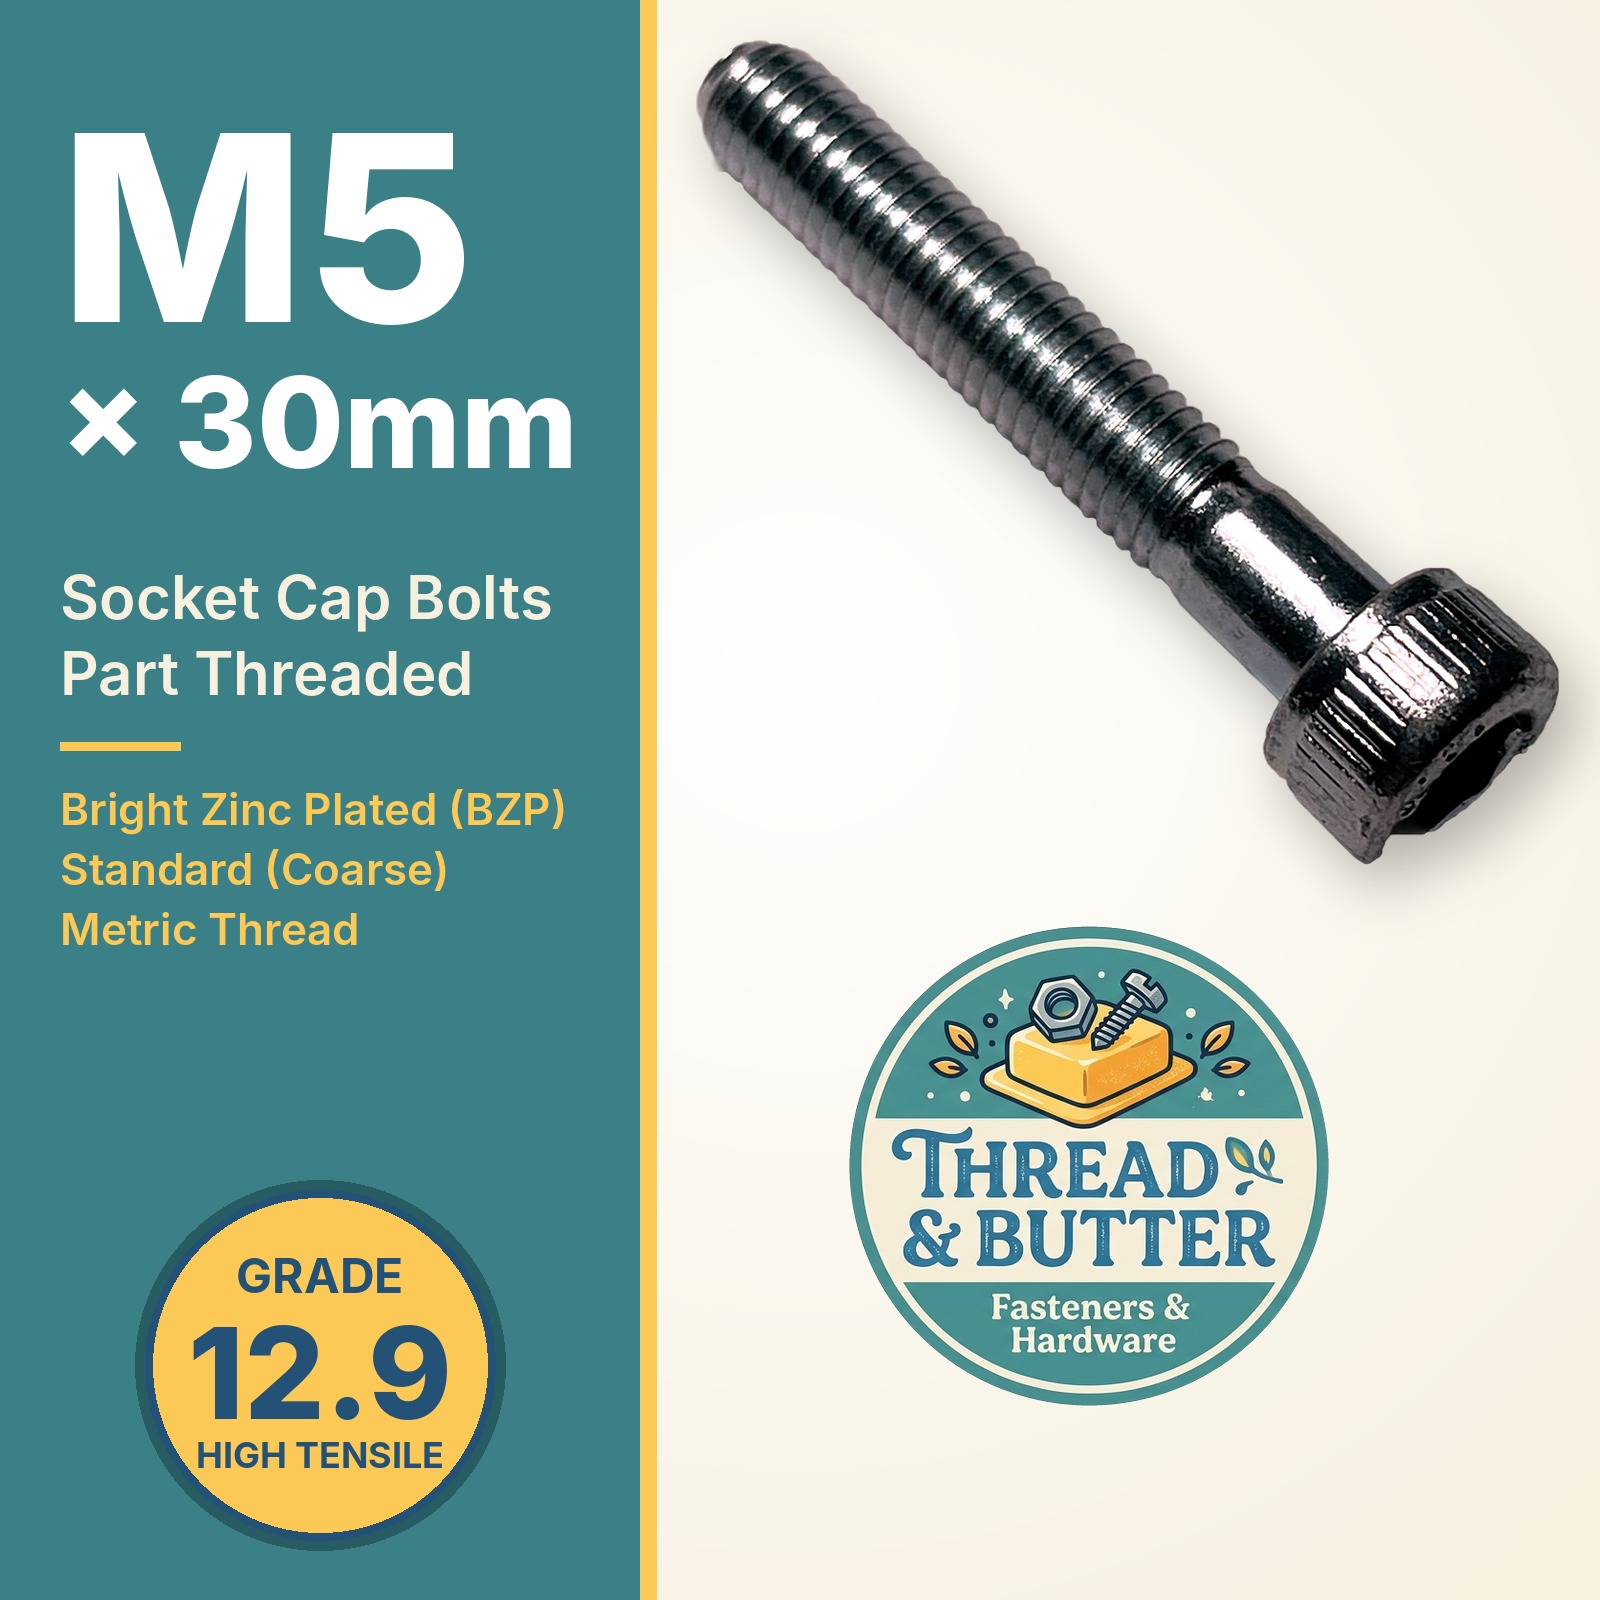 M5
× 30mm
Socket Cap Bolts
Part Threaded
Bright Zinc Plated (BZP)
Standard (Coarse)
Metric Thread
GRADE
12.9
HIGH TENSILE
THREAD
& BUTTER
Fasteners &
Hardware